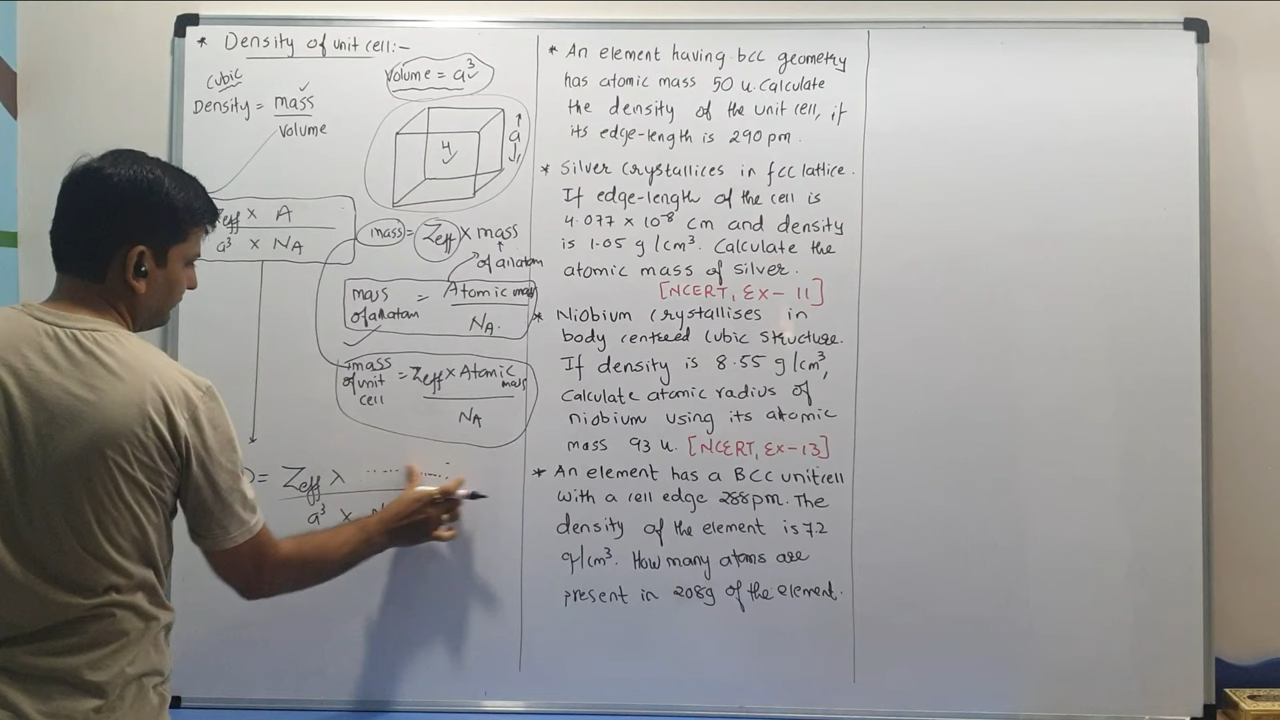 * Density of unit cell:-
Cubic
Density = mass
Volume
Volume = a³
a
4
Zeff × A
a³ × NA
mass = Zeff × mass
of an atom
mass of an atom = Atomic mass
NA.
mass of unit cell = Zeff × Atomic mass
NA
= Zeff ×
a³ ×
* An element having bcc geometry
has atomic mass 50 u. Calculate
the density of the unit cell, if
its edge-length is 290 pm.
* Silver Crystallices in fcc lattice.
If edge-length of the cell is
4.077 × 10⁻⁸ cm and density
is 1.05 g/cm³. Calculate the
atomic mass of silver.
[NCERT, Ex-11]
* Niobium crystallises in
body centered cubic structure.
If density is 8.55 g/cm³,
Calculate atomic radius of
niobium using its atomic
mass 93 u. [NCERT, Ex-13]
* An element has a BCC unitcell
with a cell edge 288pm. The
density of the element is 7.2
g/cm³. How many atoms are
present in 208g of the element.